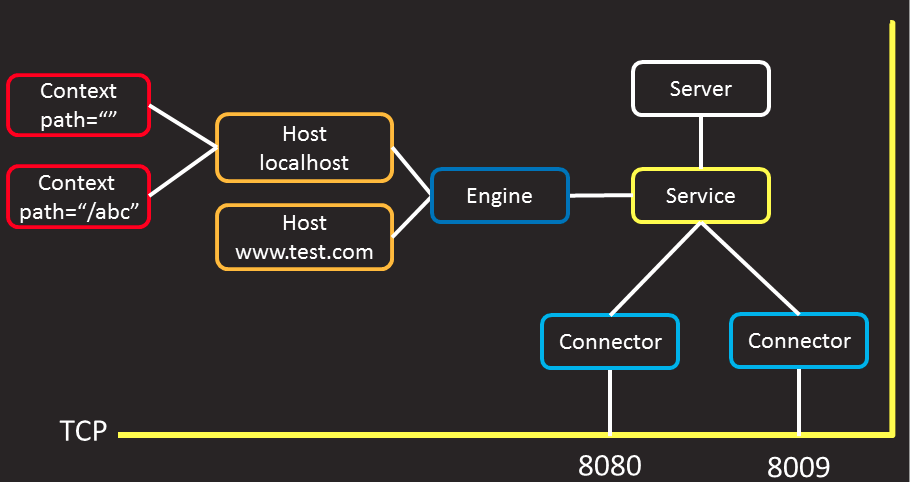 Context
path=“”
Context
path=“/abc”
Host
localhost
Host
www.test.com
Engine
Server
Service
Connector
Connector
TCP
8080
8009